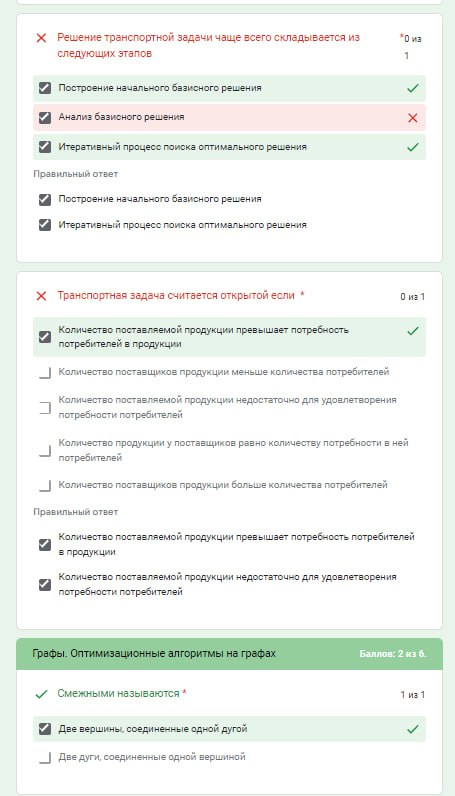 Решение транспортной задачи чаще всего складывается из
следующих этапов
*0 из
1
Построение начального базисного решения
Анализ базисного решения
Итеративный процесс поиска оптимального решения
Правильный ответ
Построение начального базисного решения
Итеративный процесс поиска оптимального решения
Транспортная задача считается открытой если *
0 из 1
Количество поставляемой продукции превышает потребность
потребителей в продукции
Количество поставщиков продукции меньше количества потребителей
Количество поставляемой продукции недостаточно для удовлетворения
потребности потребителей
Количество продукции у поставщиков равно количеству потребности в ней
потребителей
Количество поставщиков продукции больше количества потребителей
Правильный ответ
Количество поставляемой продукции превышает потребность потребителей
в продукции
Количество поставляемой продукции недостаточно для удовлетворения
потребности потребителей
Графы. Оптимизационные алгоритмы на графах
Баллов: 2 из 6.
Смежными называются *
1 из 1
Две вершины, соединенные одной дугой
Две дуги, соединенные одной вершиной